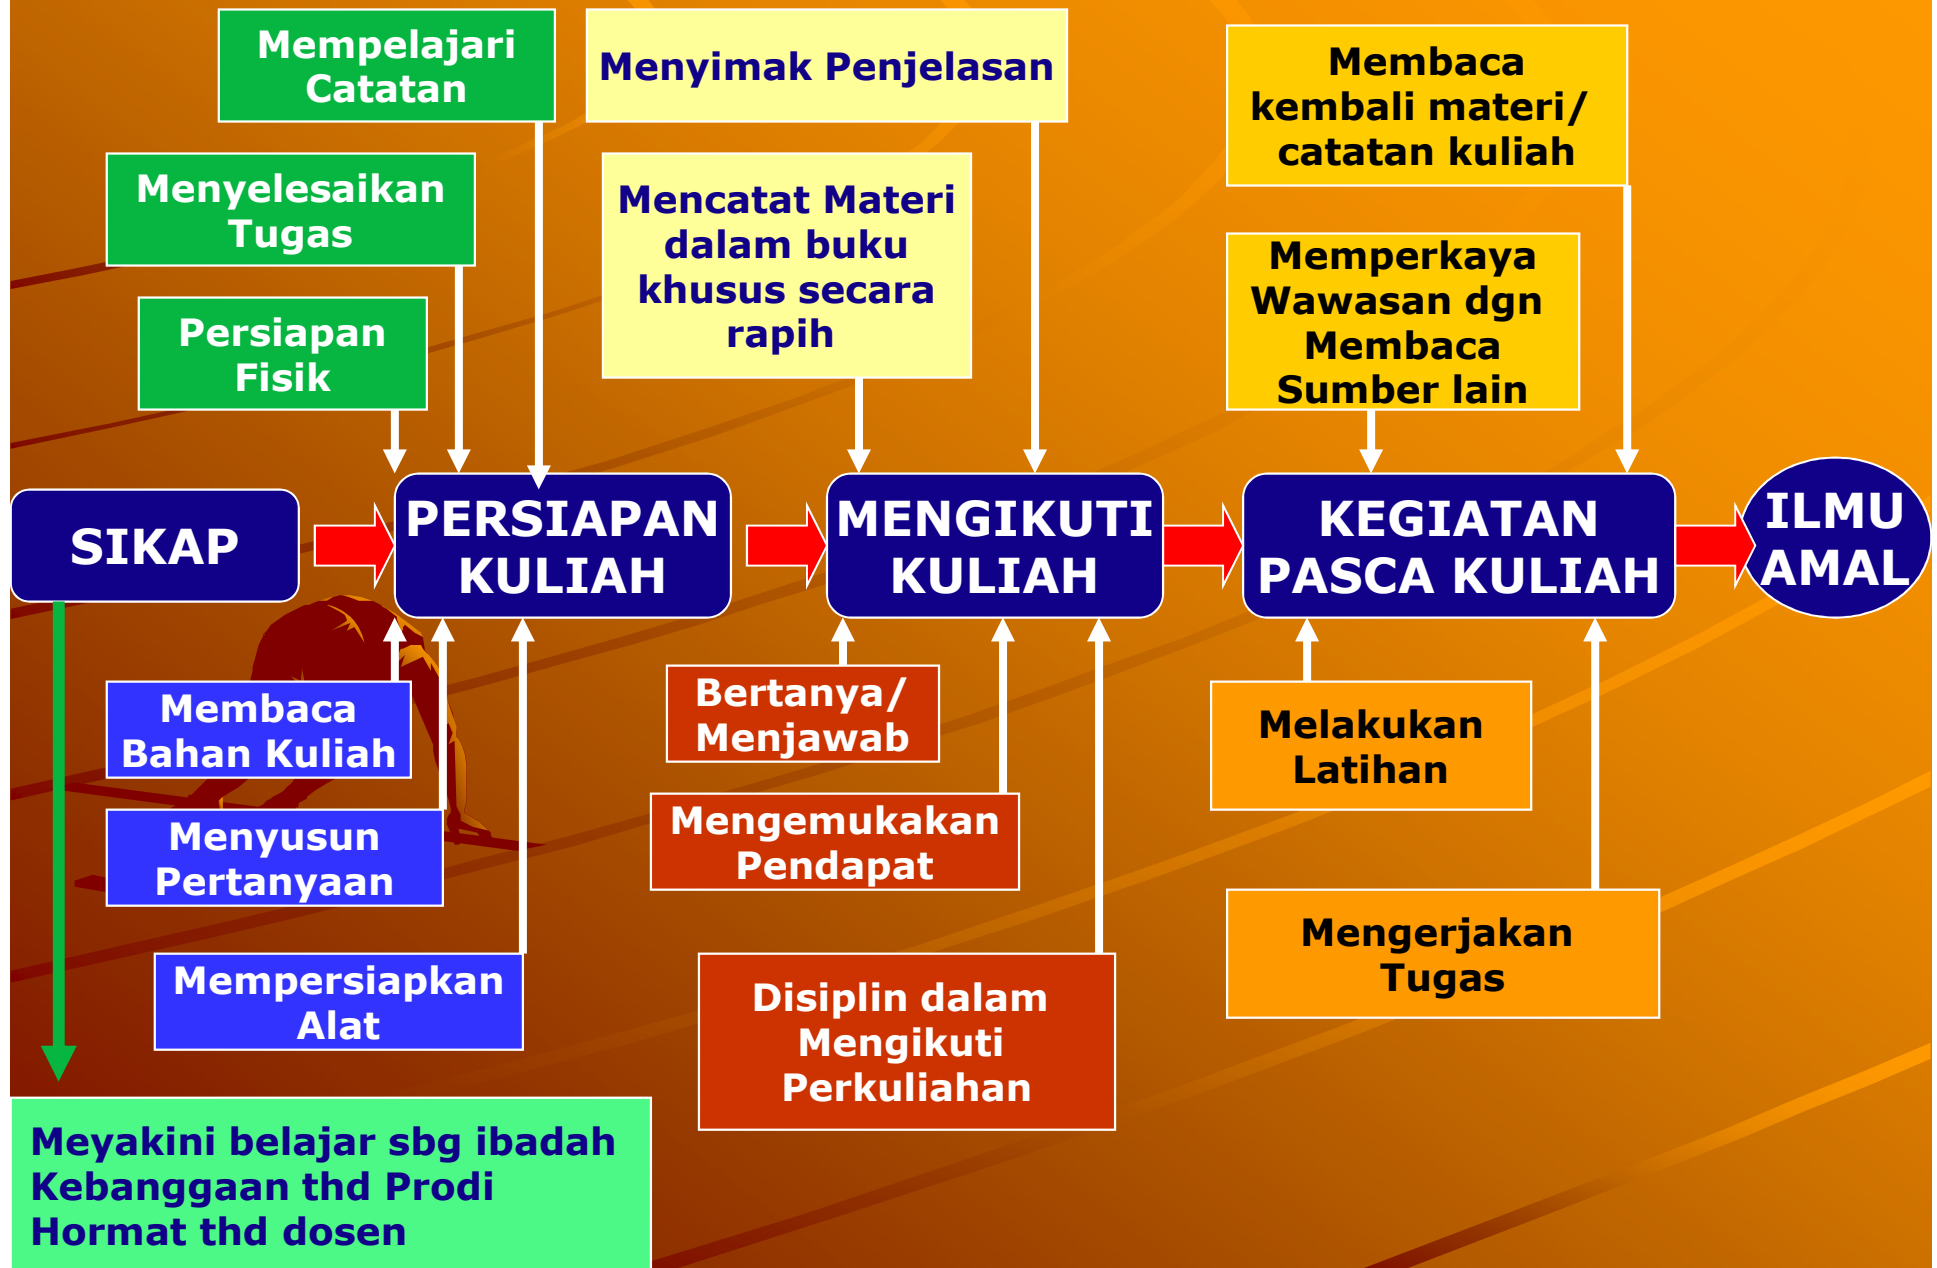 Mempelajari
Catatan
Menyimak Penjelasan
Membaca
kembali materi/
catatan kuliah
Menyelesaikan
Tugas
Mencatat Materi
dalam buku
khusus secara
rapih
Memperkaya
Wawasan dgn
Membaca
Sumber lain
Persiapan
Fisik
SIKAP
PERSIAPAN
KULIAH
MENGIKUTI
KULIAH
KEGIATAN
PASCA KULIAH
ILMU
AMAL
Membaca
Bahan Kuliah
Bertanya/
Menjawab
Melakukan
Latihan
Menyusun
Pertanyaan
Mengemukakan
Pendapat
Mengerjakan
Tugas
Mempersiapkan
Alat
Disiplin dalam
Mengikuti
Perkuliahan
Meyakini belajar sbg ibadah
Kebanggaan thd Prodi
Hormat thd dosen